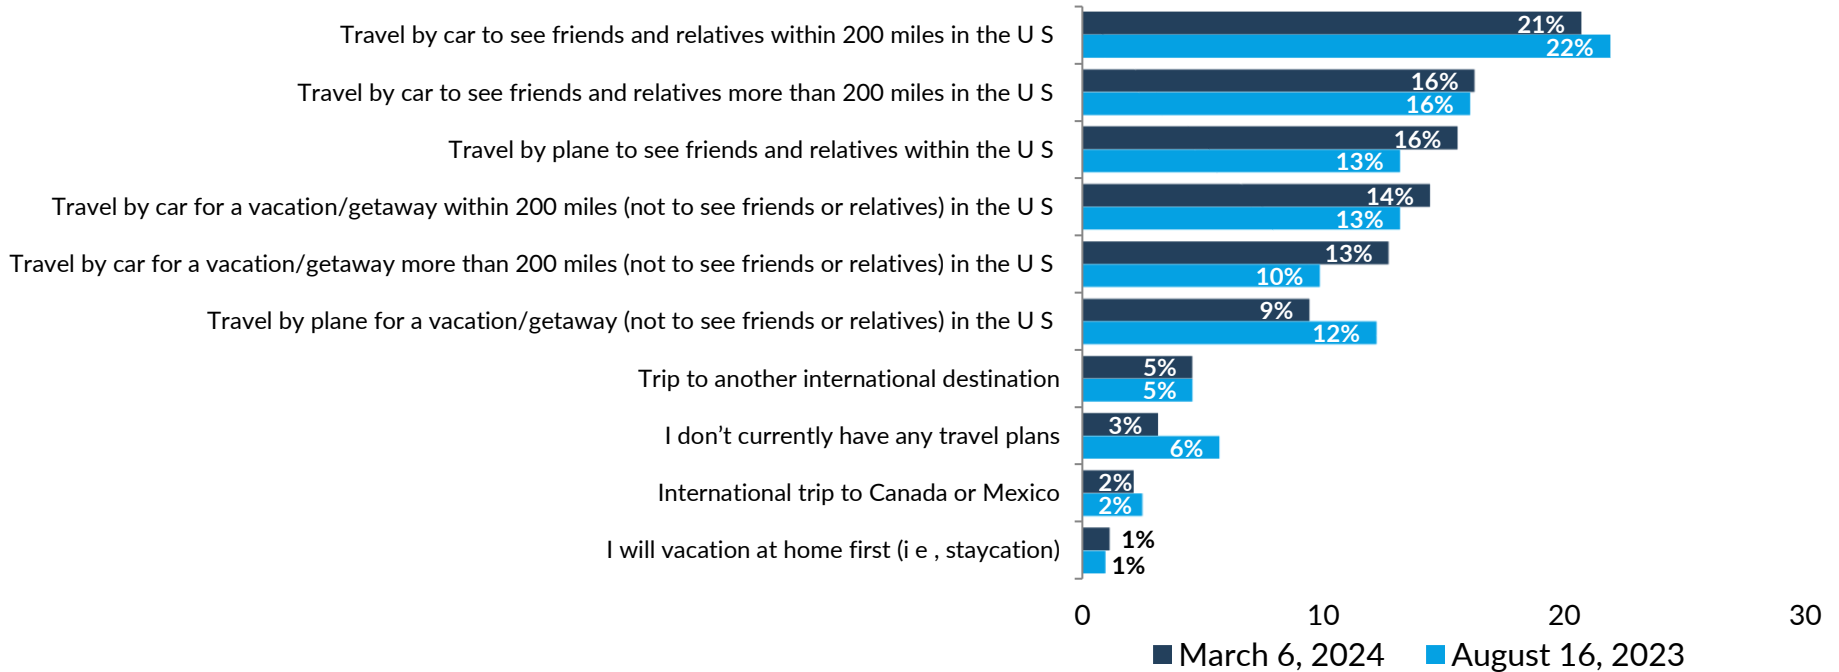 Travel by car to see friends and relatives within 200 miles in the U S
21%
22%
Travel by car to see friends and relatives more than 200 miles in the U S
16%
16%
Travel by plane to see friends and relatives within the U S
16%
13%
Travel by car for a vacation/getaway within 200 miles (not to see friends or relatives) in the U S
14%
13%
Travel by car for a vacation/getaway more than 200 miles (not to see friends or relatives) in the U S
13%
10%
Travel by plane for a vacation/getaway (not to see friends or relatives) in the U S
9%
12%
Trip to another international destination
5%
5%
I don’t currently have any travel plans
3%
6%
International trip to Canada or Mexico
2%
2%
I will vacation at home first (i e , staycation)
1%
1%
0 10 20 30
March 6, 2024 August 16, 2023